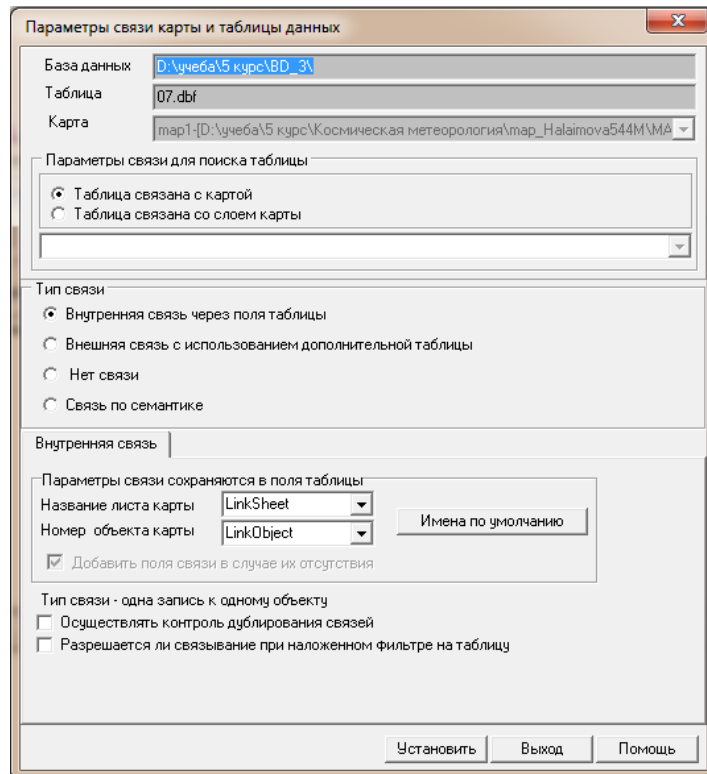 Параметры связи карты и таблицы данных
База данных D:\учеба\5 курс\BD_3\
Таблица 07.dbf
Карта map1-[D:\учеба\5 курс\Космическая метеорология\map_Halaimova544M\MA
Параметры связи для поиска таблицы
Таблица связана с картой
Таблица связана со слоем карты
Тип связи
Внутренняя связь через поля таблицы
Внешняя связь с использованием дополнительной таблицы
Нет связи
Связь по семантике
Внутренняя связь
Параметры связи сохраняются в поля таблицы
Название листа карты LinkSheet
Имена по умолчанию
Номер объекта карты LinkObject
Добавить поля связи в случае их отсутствия
Тип связи - одна запись к одному объекту
Осуществлять контроль дублирования связей
Разрешается ли связывание при наложенном фильтре на таблицу
Установить Выход Помощь